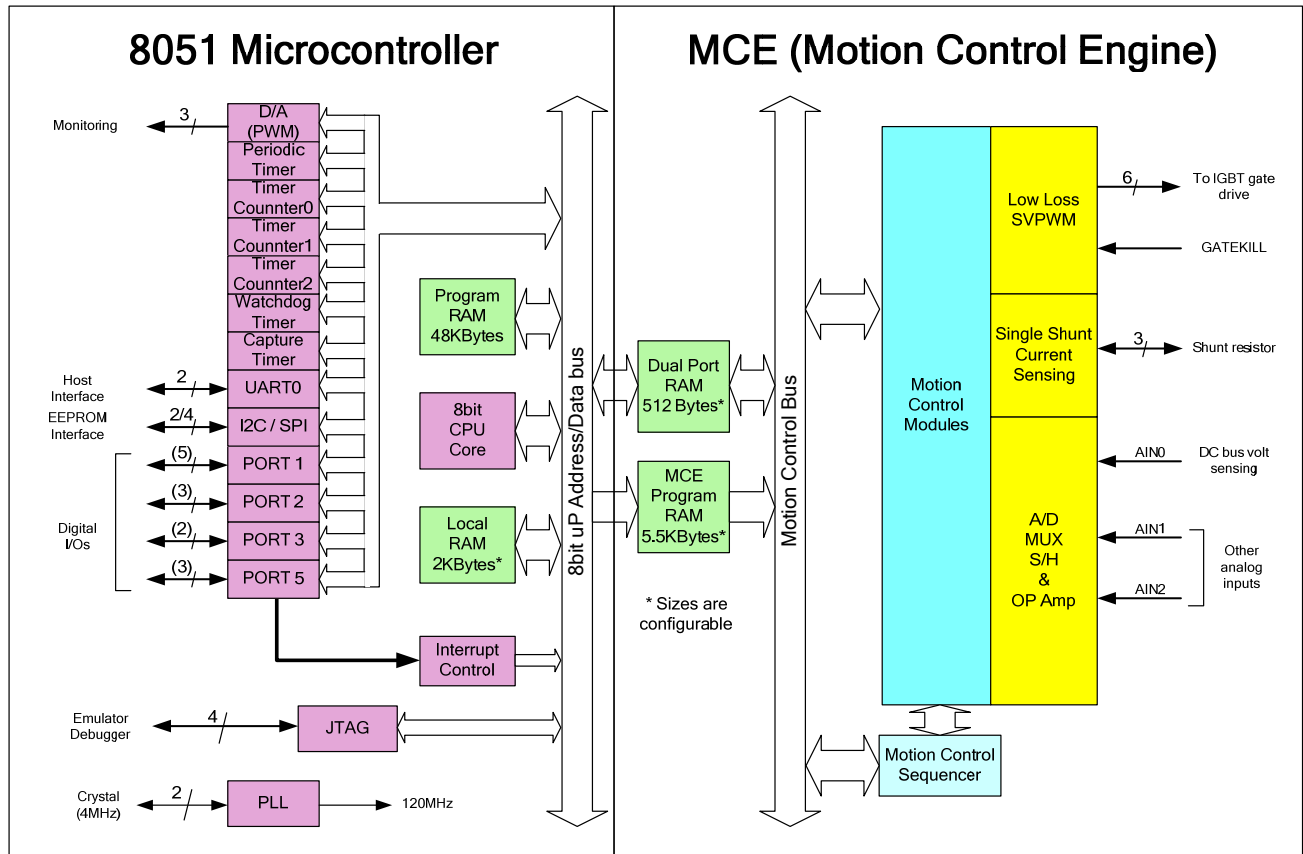 8051 Microcontroller
MCE (Motion Control Engine)
Monitoring
3
D/A
(PWM)
Periodic
Timer
Timer
Counnter0
Timer
Counnter1
Timer
Counnter2
Watchdog
Timer
Capture
Timer
Host
Interface
2
UART0
EEPROM
Interface
2/4
I2C / SPI
Digital
I/Os
(5)
PORT 1
(3)
PORT 2
(2)
PORT 3
(3)
PORT 5
Program
RAM
48KBytes
8bit
CPU
Core
Local
RAM
2KBytes*
Interrupt
Control
Emulator
Debugger
4
JTAG
Crystal
(4MHz)
2
PLL
120MHz
8bit uP Address/Data bus
Dual Port
RAM
512 Bytes*
MCE
Program
RAM
5.5KBytes*
* Sizes are
configurable
Motion Control Bus
Motion
Control
Modules
Low Loss
SVPWM
6
To IGBT gate
drive
GATEKILL
Single Shunt
Current
Sensing
3
Shunt resistor
A/D
MUX
S/H
&
OP Amp
AIN0
DC bus volt
sensing
AIN1
AIN2
Other
analog
inputs
Motion Control
Sequencer